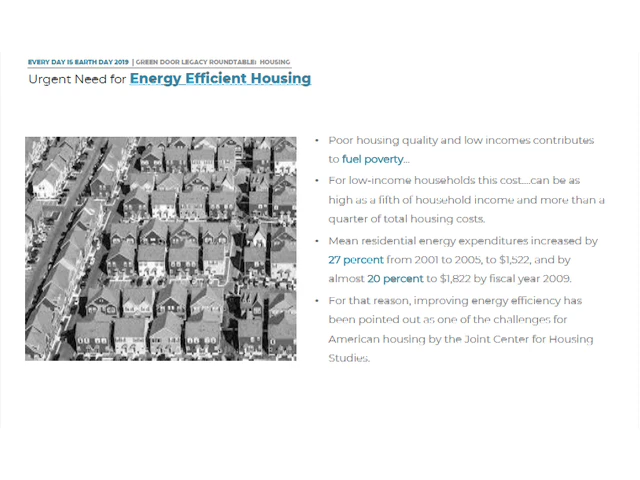 EVERY DAY IS EARTH DAY 2019 | GREEN DOOR LEGACY ROUNDTABLE: HOUSING
Urgent Need for Energy Efficient Housing
• Poor housing quality and low incomes contributes
to fuel poverty...
• For low-income households this cost....can be as
high as a fifth of household income and more than a
quarter of total housing costs.
• Mean residential energy expenditures increased by
27 percent from 2001 to 2005, to $1,522, and by
almost 20 percent to $1,822 by fiscal year 2009.
• For that reason, improving energy efficiency has
been pointed out as one of the challenges for
American housing by the Joint Center for Housing
Studies.